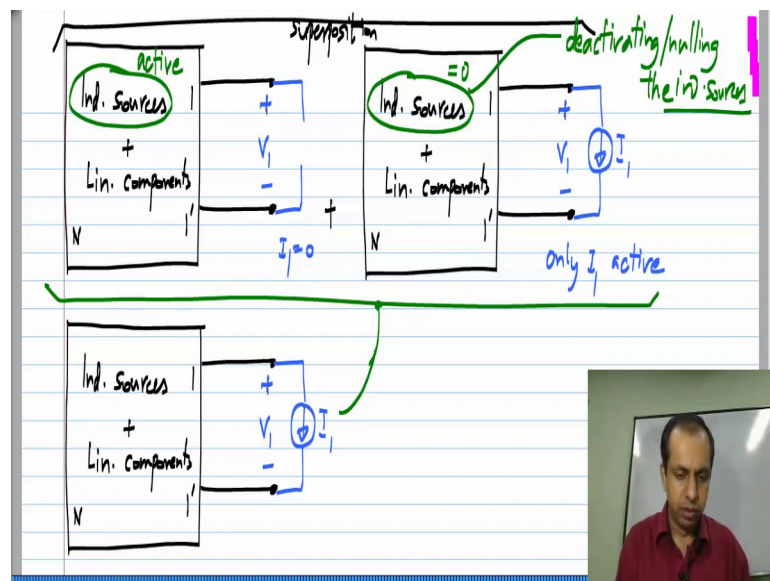 superposition
active
Ind. Sources
+
Lin. Components
N
1
1'
+
V1
-
I1=0
+
=0
Ind. Sources
+
Lin. Components
N
1
1'
+
V1
-
I1
only I1 active
deactivating/nulling
the ind. sources
Ind. Sources
+
Lin. Components
N
1
1'
+
V1
-
I1